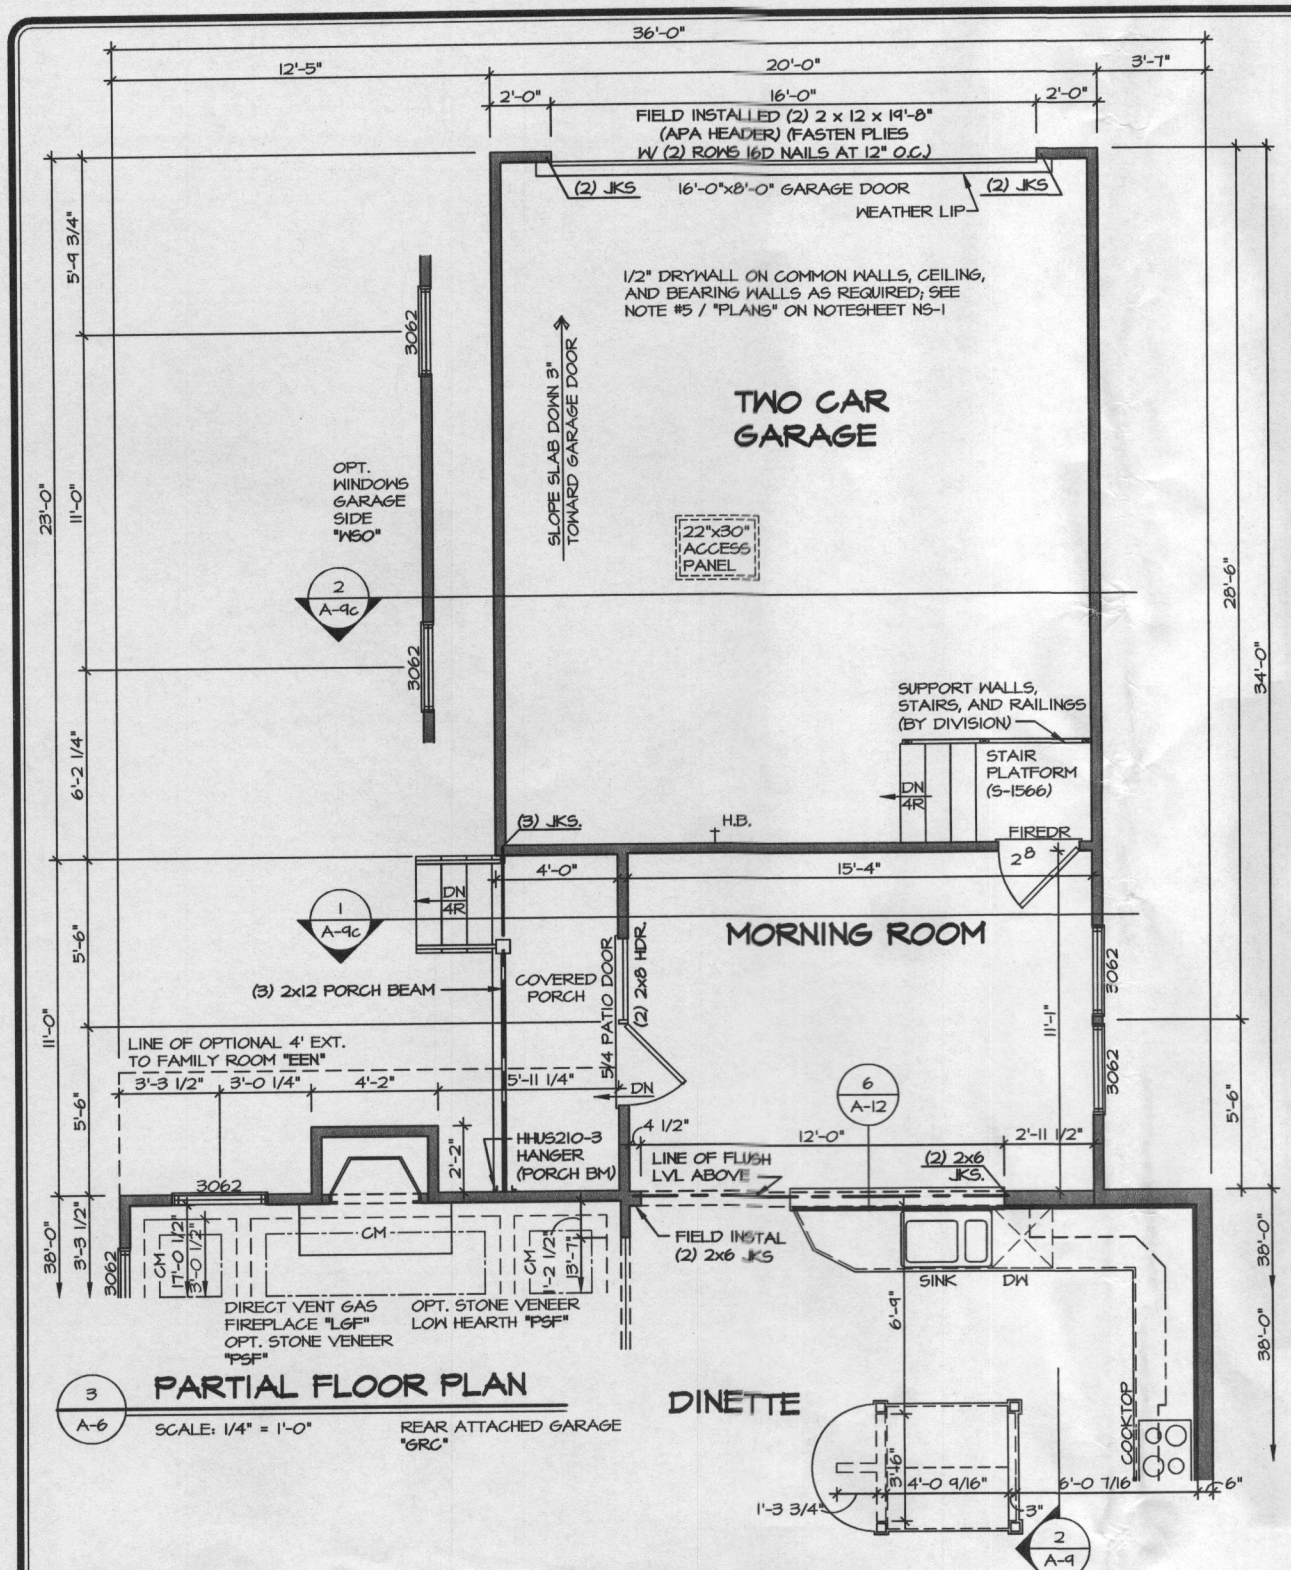 36'-0"
12'-5"
20'-0"
3'-7"
2'-0"
16'-0"
2'-0"
FIELD INSTALLED (2) 2 x 12 x 19'-8"
(APA HEADER) (FASTEN PLIES
W/ (2) ROWS 16D NAILS AT 12" O.C.)
(2) JKS
16'-0"x8'-0" GARAGE DOOR
(2) JKS
WEATHER LIP
5'-9 3/4"
1/2" DRYWALL ON COMMON WALLS, CEILING,
AND BEARING WALLS AS REQUIRED; SEE
NOTE #5 / "PLANS" ON NOTESHEET NS-1
3062
SLOPE SLAB DOWN 3"
TOWARD GARAGE DOOR
TWO CAR
GARAGE
OPT.
WINDOWS
GARAGE
SIDE
"WSO"
23'-0"
11'-0"
22"x30"
ACCESS
PANEL
28'-6"
34'-0"
2
A-9c
3062
SUPPORT WALLS,
STAIRS, AND RAILINGS
(BY DIVISION)
6'-2 1/4"
STAIR
PLATFORM
(S-1566)
DN
4R
(3) JKS.
H.B.
FIREDR
2 8
4'-0"
15'-4"
DN
4R
1
A-9c
MORNING ROOM
5'-6"
3062
COVERED
PORCH
5/4 PATIO DOOR
(2) 2x8 HDR.
(3) 2x12 PORCH BEAM
11'-0"
11'-1"
LINE OF OPTIONAL 4' EXT.
TO FAMILY ROOM "EEN"
3'-3 1/2"
3'-0 1/4"
4'-2"
5'-11 1/4"
DN
6
A-12
3062
5'-6"
5'-6"
4 1/2"
12'-0"
2'-11 1/2"
2'-2"
HHUS210-3
HANGER
(PORCH BM)
LINE OF FLUSH
LVL ABOVE
(2) 2x6
JKS.
3062
CM
FIELD INSTAL
(2) 2x6 JKS
38'-0"
3'-3 1/2"
3062
CM
17'-0 1/2"
3'-0 1/2"
CM
1'-2 1/2"
13'-7"
SINK
DW
38'-0"
38'-0"
DIRECT VENT GAS
FIREPLACE "LGF"
OPT. STONE VENEER
"PSF"
OPT. STONE VENEER
LOW HEARTH "PSF"
6'-9"
3
A-6
PARTIAL FLOOR PLAN
SCALE: 1/4" = 1'-0"
REAR ATTACHED GARAGE
"GRC"
DINETTE
COOKTOP
3'-6"
4'-0 9/16"
6'-0 7/16"
6"
1'-3 3/4"
3"
2
A-9